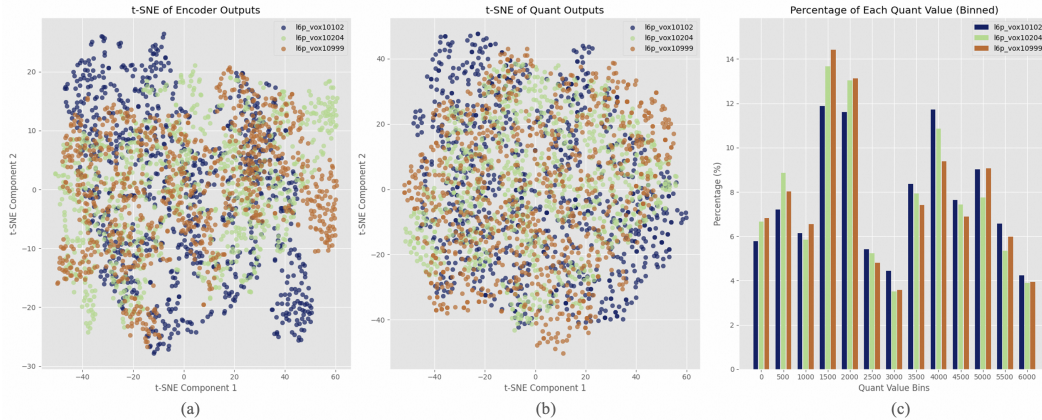 t-SNE of Encoder Outputs
l6p_vox10102
l6p_vox10204
l6p_vox10999
t-SNE Component 2
20
10
0
−10
−20
−30
−40
−20
0
20
40
60
t-SNE Component 1
(a)
t-SNE of Quant Outputs
l6p_vox10102
l6p_vox10204
l6p_vox10999
t-SNE Component 2
40
20
0
−20
−40
−40
−20
0
20
40
60
t-SNE Component 1
(b)
Percentage of Each Quant Value (Binned)
l6p_vox10102
l6p_vox10204
l6p_vox10999
Percentage (%)
14
12
10
8
6
4
2
0
0 500 1000 1500 2000 2500 3000 3500 4000 4500 5000 5500 6000
Quant Value Bins
(c)